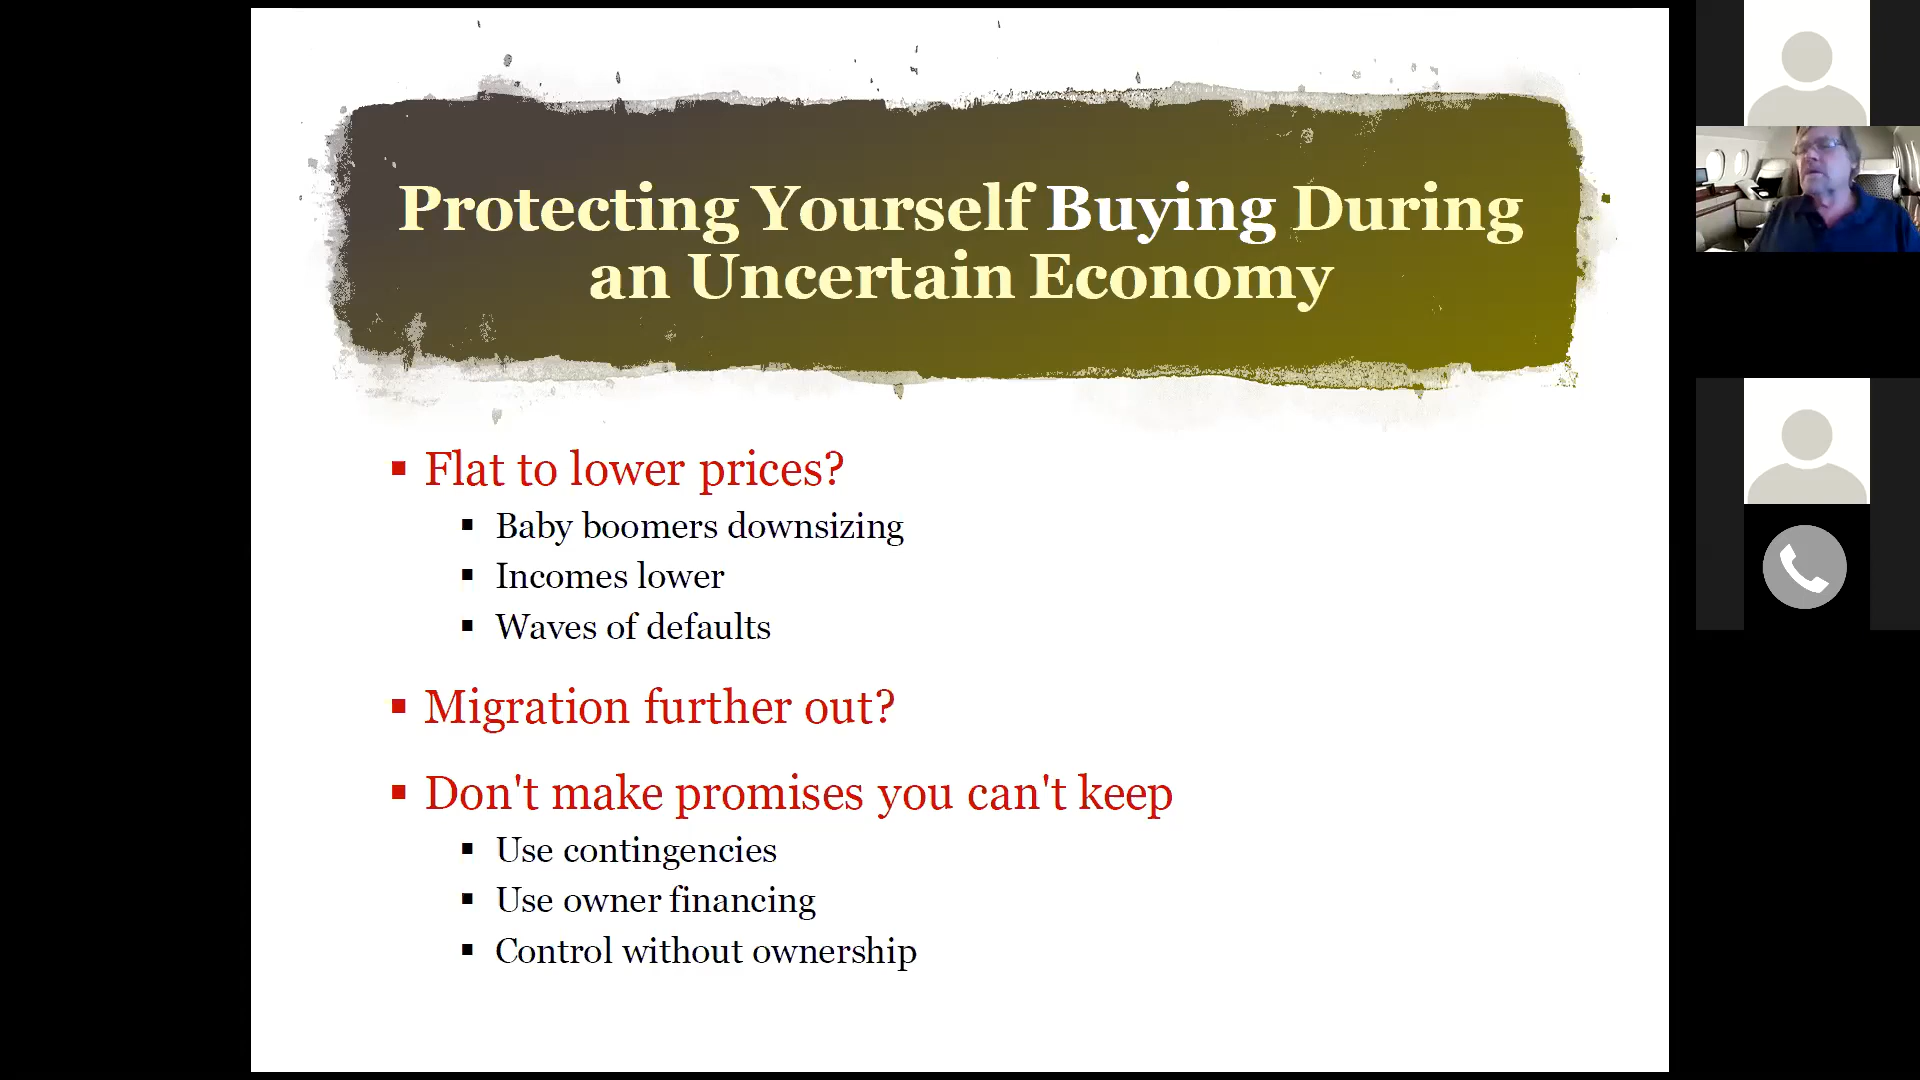 Protecting Yourself Buying During
an Uncertain Economy
Flat to lower prices?
Baby boomers downsizing
Incomes lower
Waves of defaults
Migration further out?
Don't make promises you can't keep
Use contingencies
Use owner financing
Control without ownership